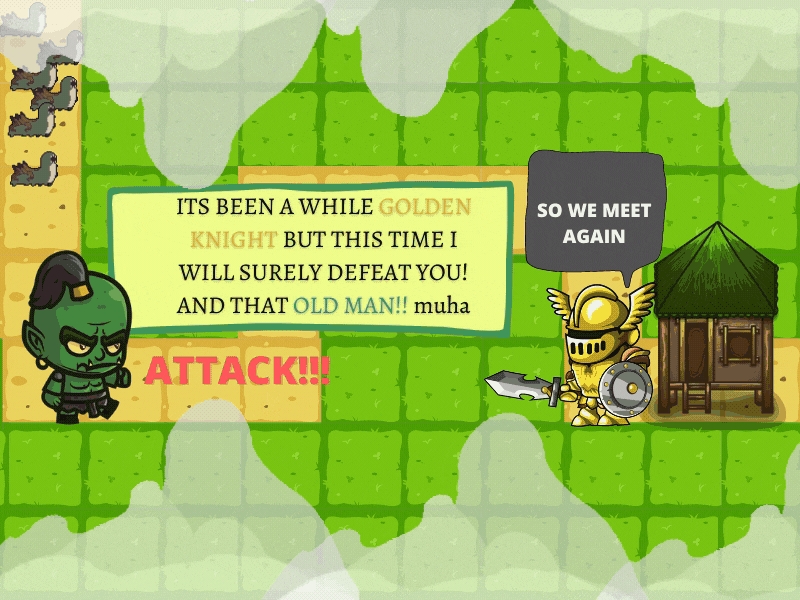 ITS BEEN A WHILE GOLDEN
KNIGHT BUT THIS TIME I
WILL SURELY DEFEAT YOU!
AND THAT OLD MAN!! muha
SO WE MEET
AGAIN
ATTACK!!!